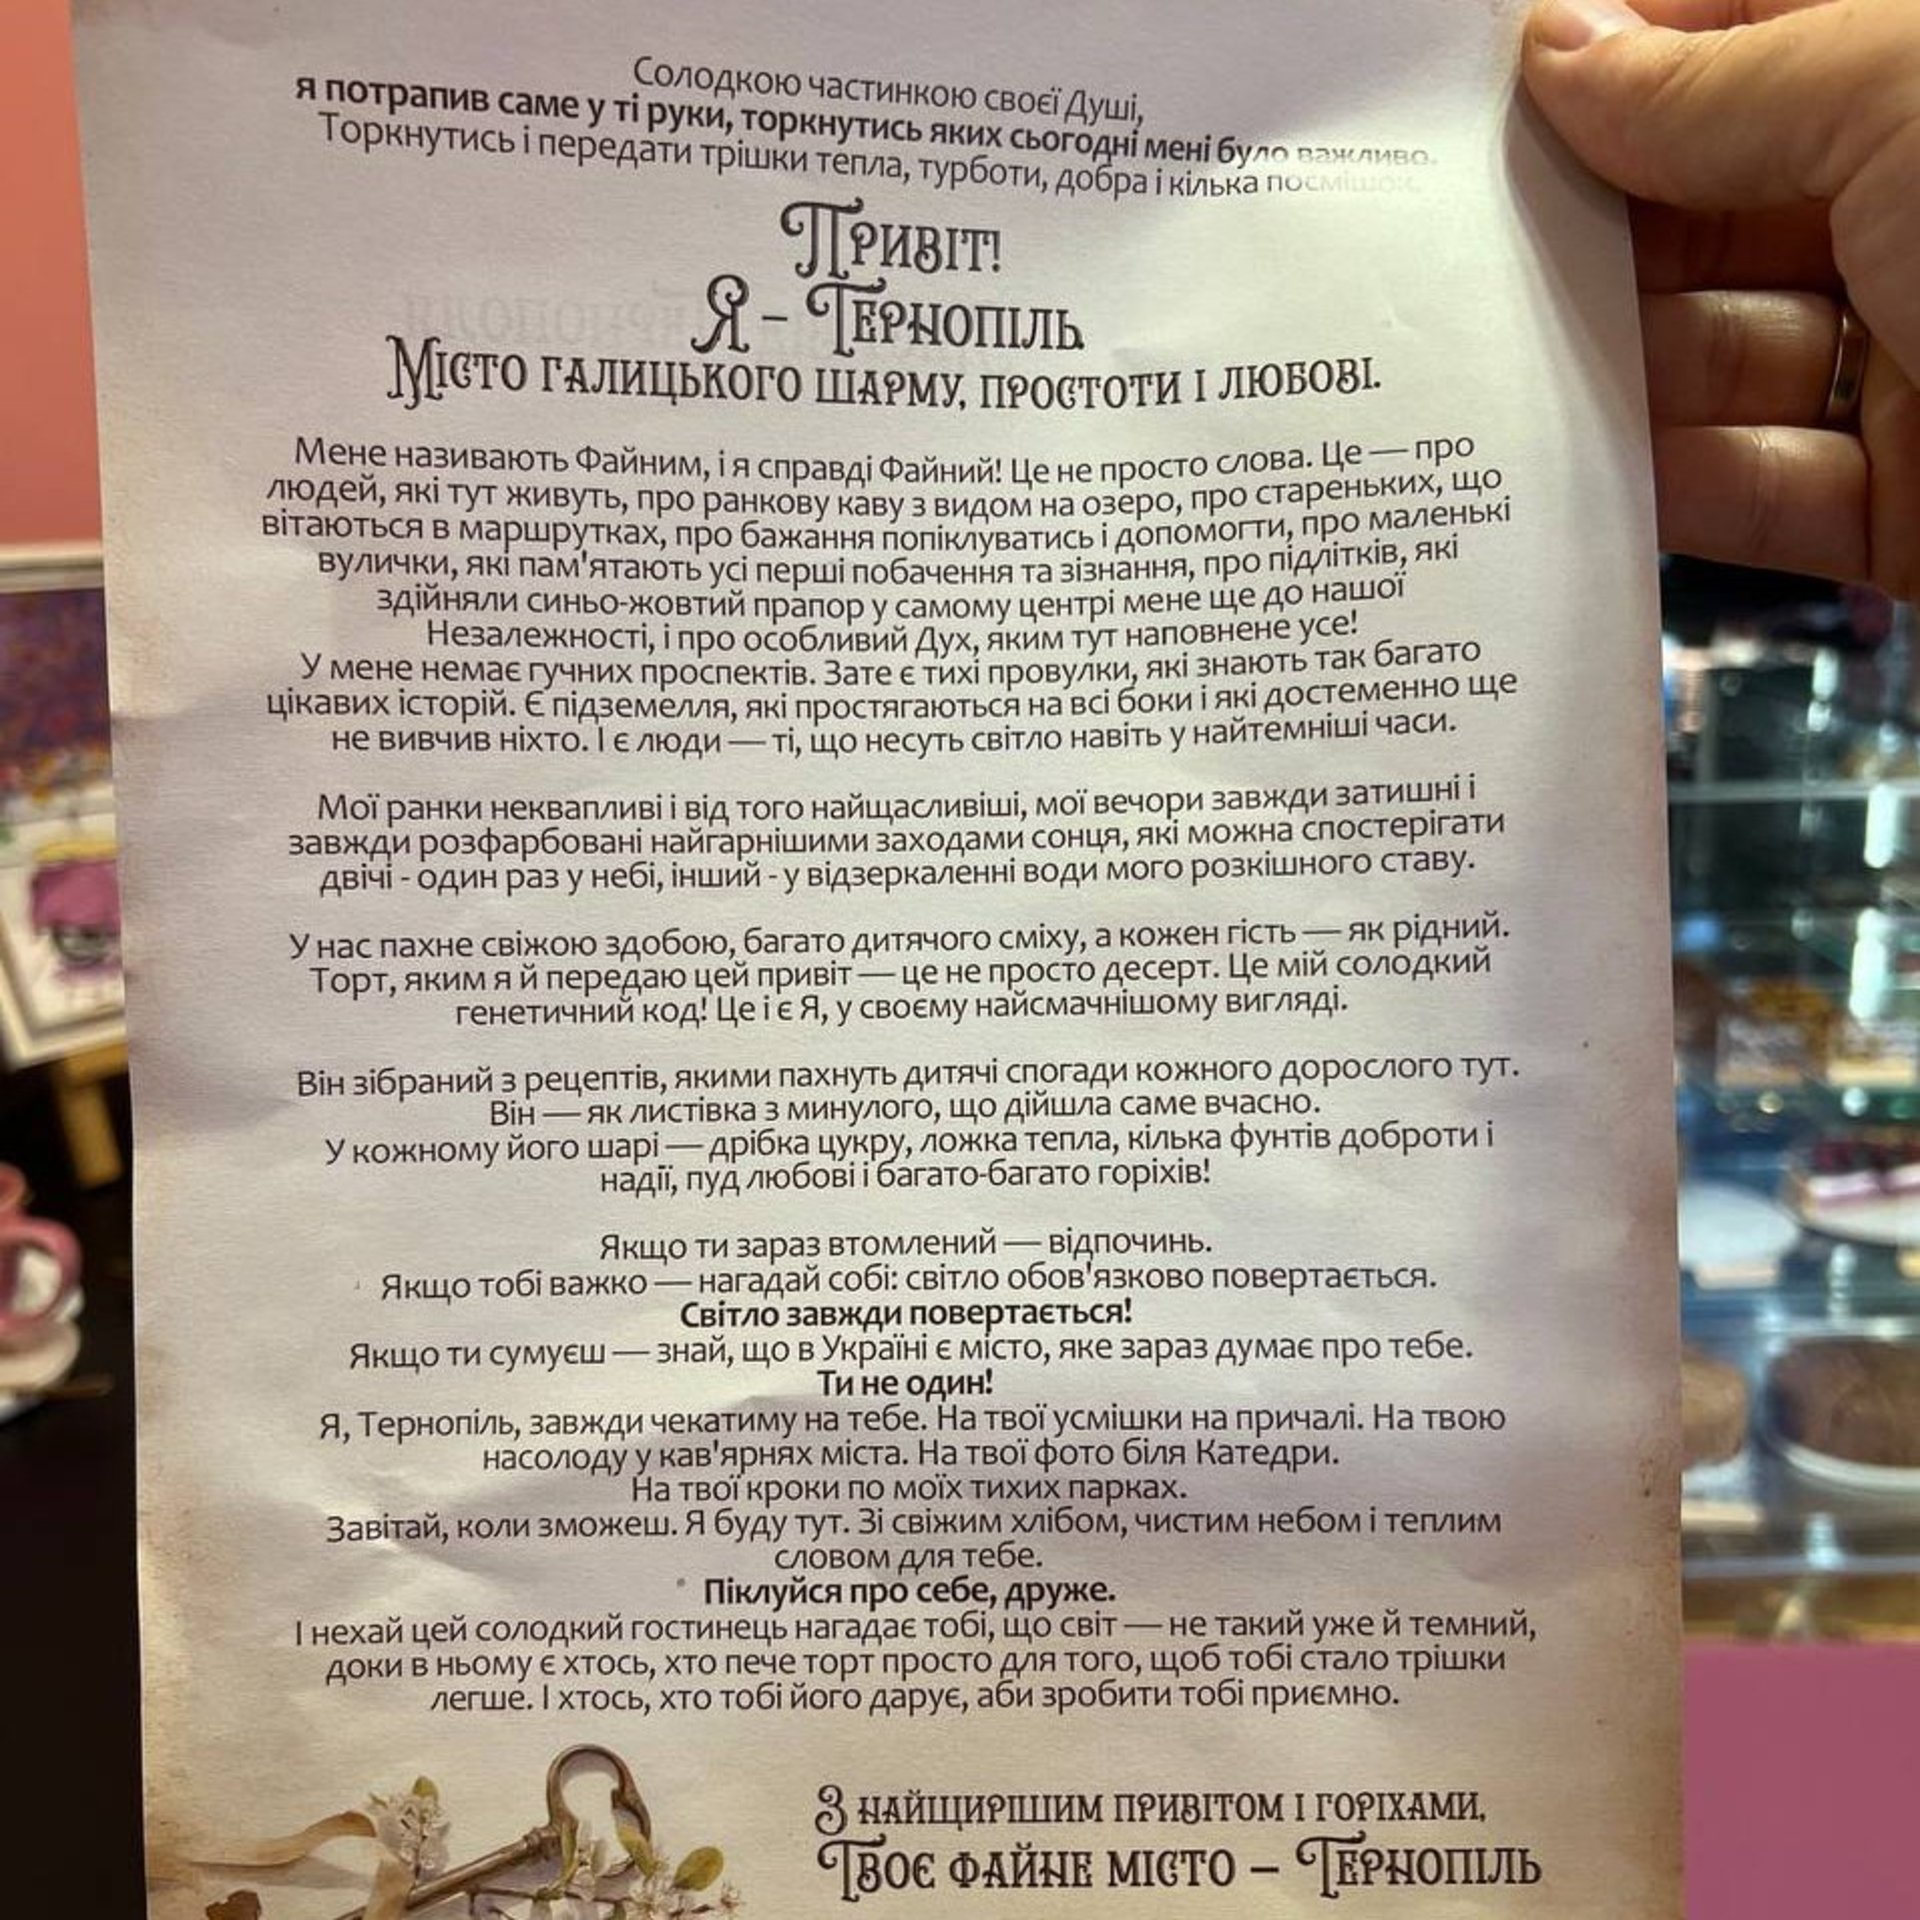 Солодкою частинкою своєї Душі,
я потрапив саме у ті руки, торкнутись яких сьогодні мені було важливо.
Торкнутись і передати трішки тепла, турботи, добра і кілька посмішок.
Привіт!
Я – Тернопіль
Місто галицького шарму, простоти і любові.
Мене називають Файним, і я справді Файний! Це не просто слова. Це — про
людей, які тут живуть, про ранкову каву з видом на озеро, про стареньких, що
вітаються в маршрутках, про бажання попіклуватись і допомогти, про маленькі
вулички, які пам'ятають усі перші побачення та зізнання, про підлітків, які
здійняли синьо-жовтий прапор у самому центрі мене ще до нашої
Незалежності, і про особливий Дух, яким тут наповнене усе!
У мене немає гучних проспектів. Зате є тихі провулки, які знають так багато
цікавих історій. Є підземелля, які простягаються на всі боки і які достеменно ще
не вивчив ніхто. І є люди — ті, що несуть світло навіть у найтемніші часи.
Мої ранки неквапливі і від того найщасливіші, мої вечори завжди затишні і
завжди розфарбовані найгарнішими заходами сонця, які можна спостерігати
двічі - один раз у небі, інший - у відзеркаленні води мого розкішного ставу.
У нас пахне свіжою здобою, багато дитячого сміху, а кожен гість — як рідний.
Торт, яким я й передаю цей привіт — це не просто десерт. Це мій солодкий
генетичний код! Це і є Я, у своєму найсмачнішому вигляді.
Він зібраний з рецептів, якими пахнуть дитячі спогади кожного дорослого тут.
Він — як листівка з минулого, що дійшла саме вчасно.
У кожному його шарі — дрібка цукру, ложка тепла, кілька фунтів доброти і
надії, пуд любові і багато-багато горіхів!
Якщо ти зараз втомлений — відпочинь.
Якщо тобі важко — нагадай собі: світло обов'язково повертається.
Світло завжди повертається!
Якщо ти сумуєш — знай, що в Україні є місто, яке зараз думає про тебе.
Ти не один!
Я, Тернопіль, завжди чекатиму на тебе. На твої усмішки на причалі. На твою
насолоду у кав'ярнях міста. На твої фото біля Катедри.
На твої кроки по моїх тихих парках.
Завітай, коли зможеш. Я буду тут. Зі свіжим хлібом, чистим небом і теплим
словом для тебе.
Піклуйся про себе, друже.
І нехай цей солодкий гостинець нагадає тобі, що світ — не такий уже й темний,
доки в ньому є хтось, хто пече торт просто для того, щоб тобі стало трішки
легше. І хтось, хто тобі його дарує, аби зробити тобі приємно.
З найщирішим привітом і горіхами,
Твоє файне місто – Тернопіль